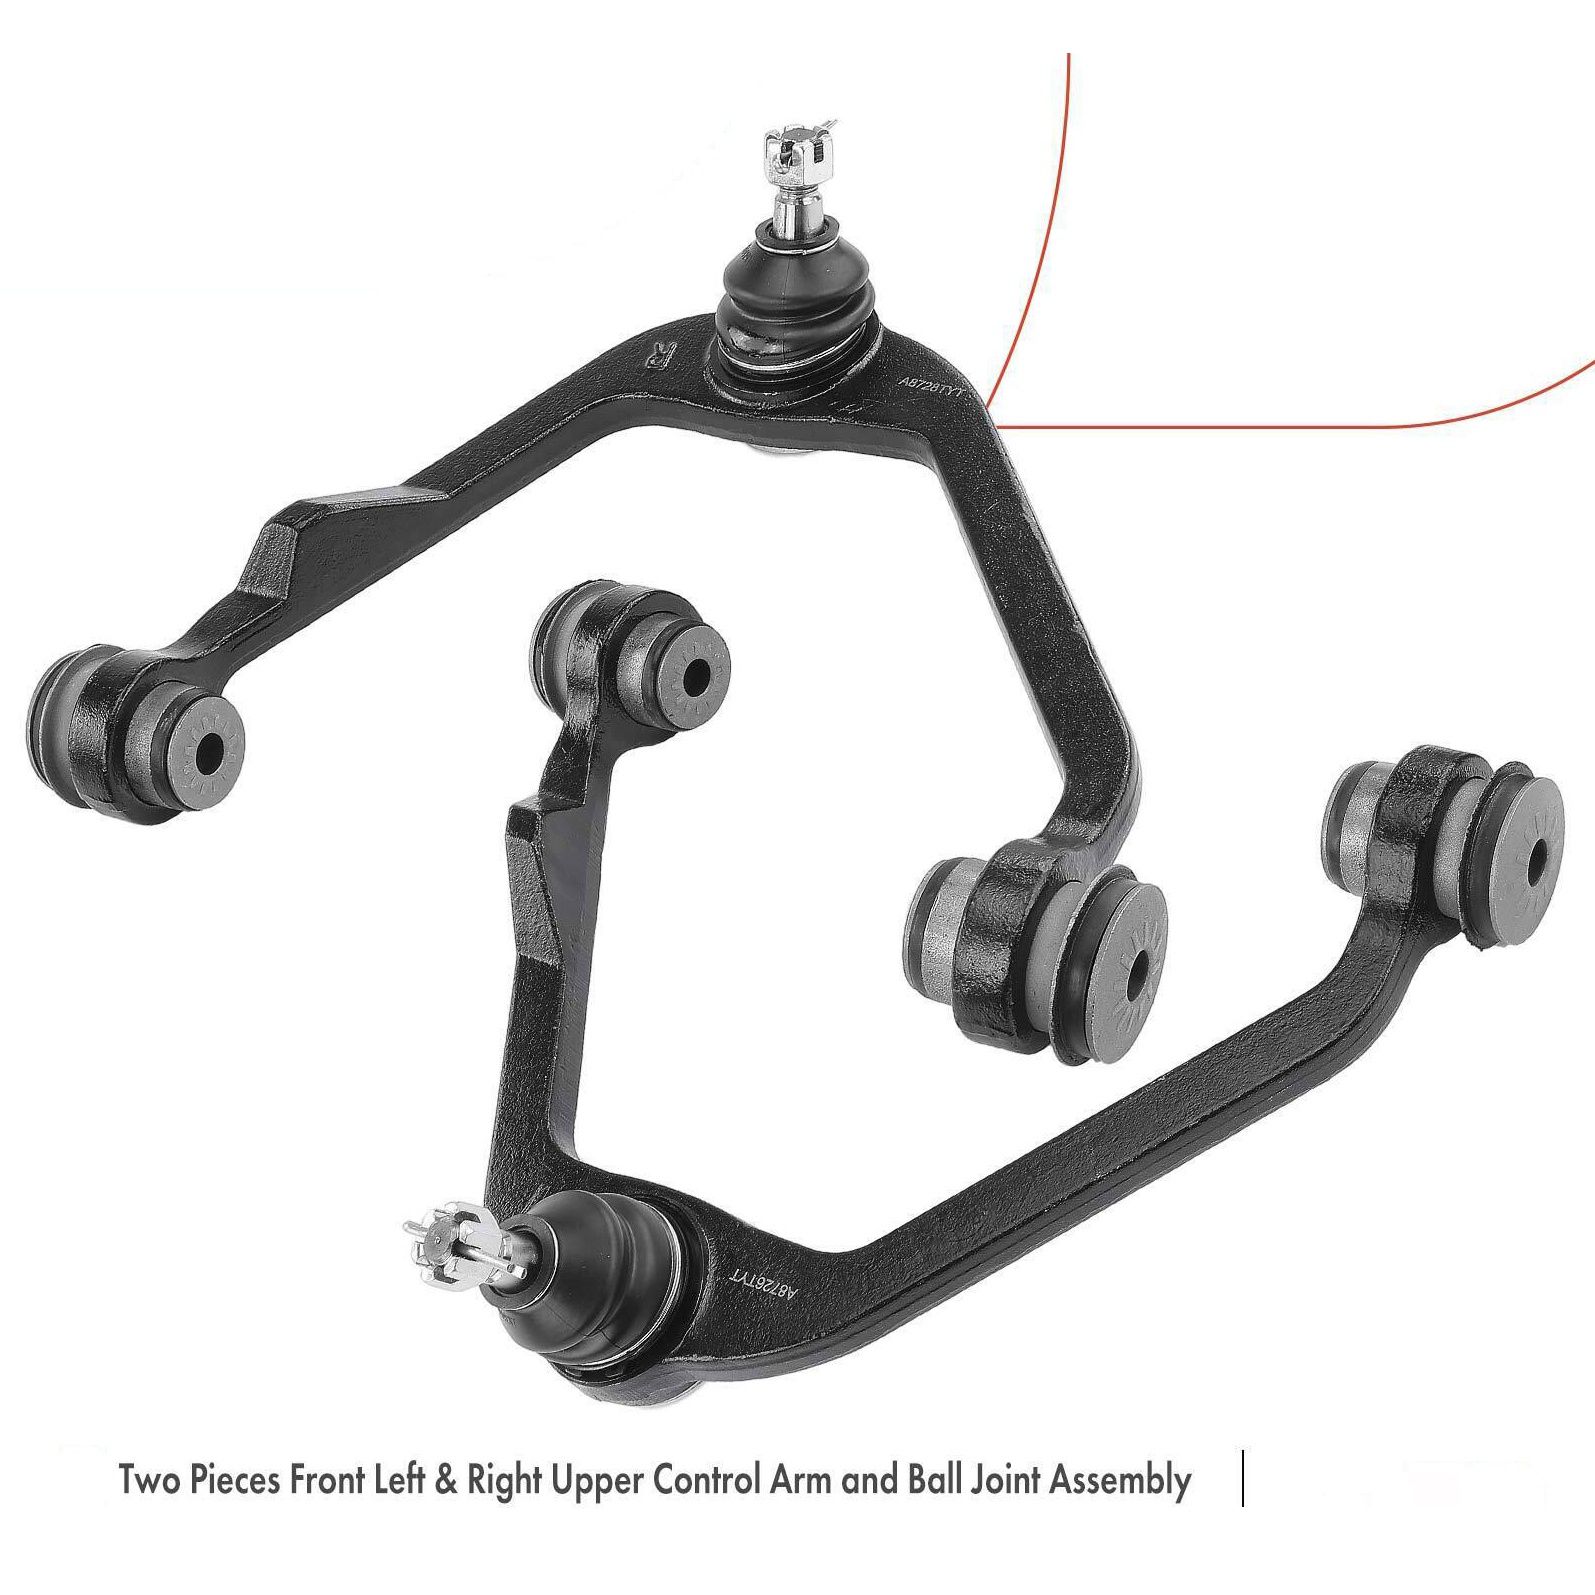 A8728TYT
A8726TYT
Two Pieces Front Left & Right Upper Control Arm and Ball Joint Assembly